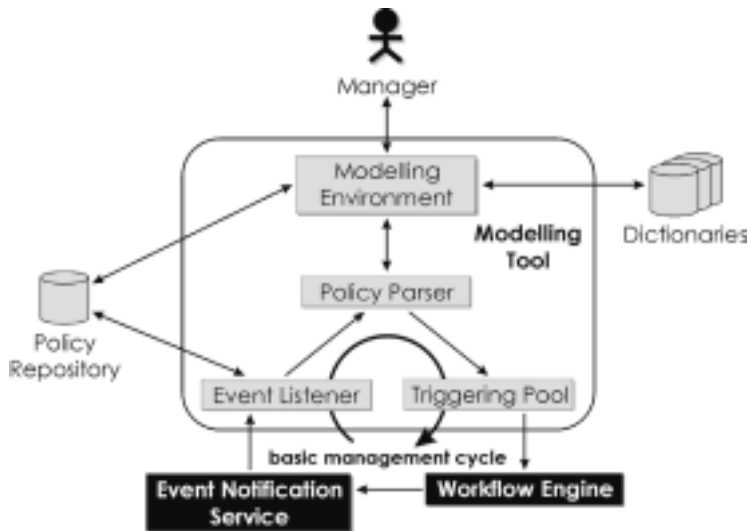 Manager
Modelling
Environment
Modelling
Tool
Dictionaries
Policy Parser
Policy
Repository
Event Listener
Triggering Pool
basic management cycle
Event Notification
Service
Workflow Engine